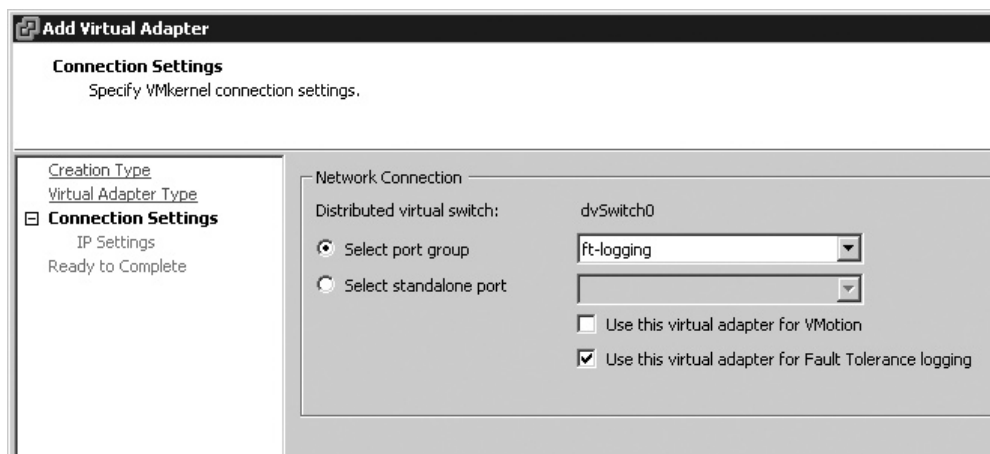 Add Virtual Adapter
Connection Settings
Specify VMkernel connection settings.
Creation Type
Virtual Adapter Type
Connection Settings
IP Settings
Ready to Complete
Network Connection
Distributed virtual switch: dvSwitch0
Select port group ft-logging
Select standalone port
Use this virtual adapter for VMotion
Use this virtual adapter for Fault Tolerance logging